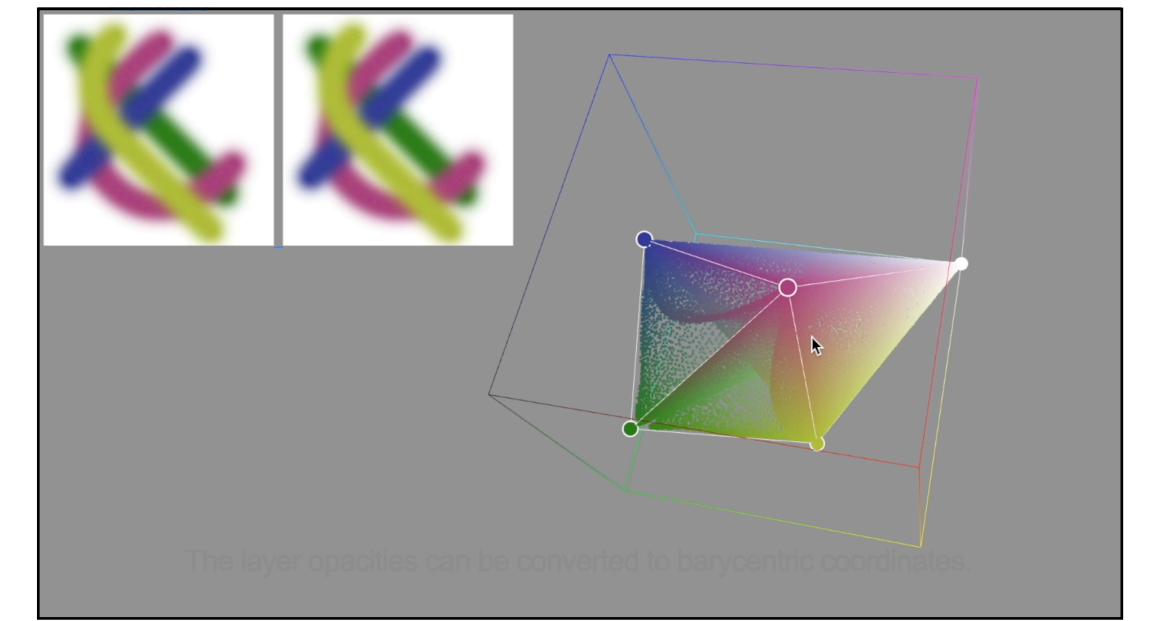 The layer opacities can be converted to barycentric coordinates.